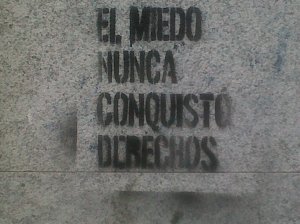 EL MIEDO
NUNCA
CONQUISTÓ
DERECHOS